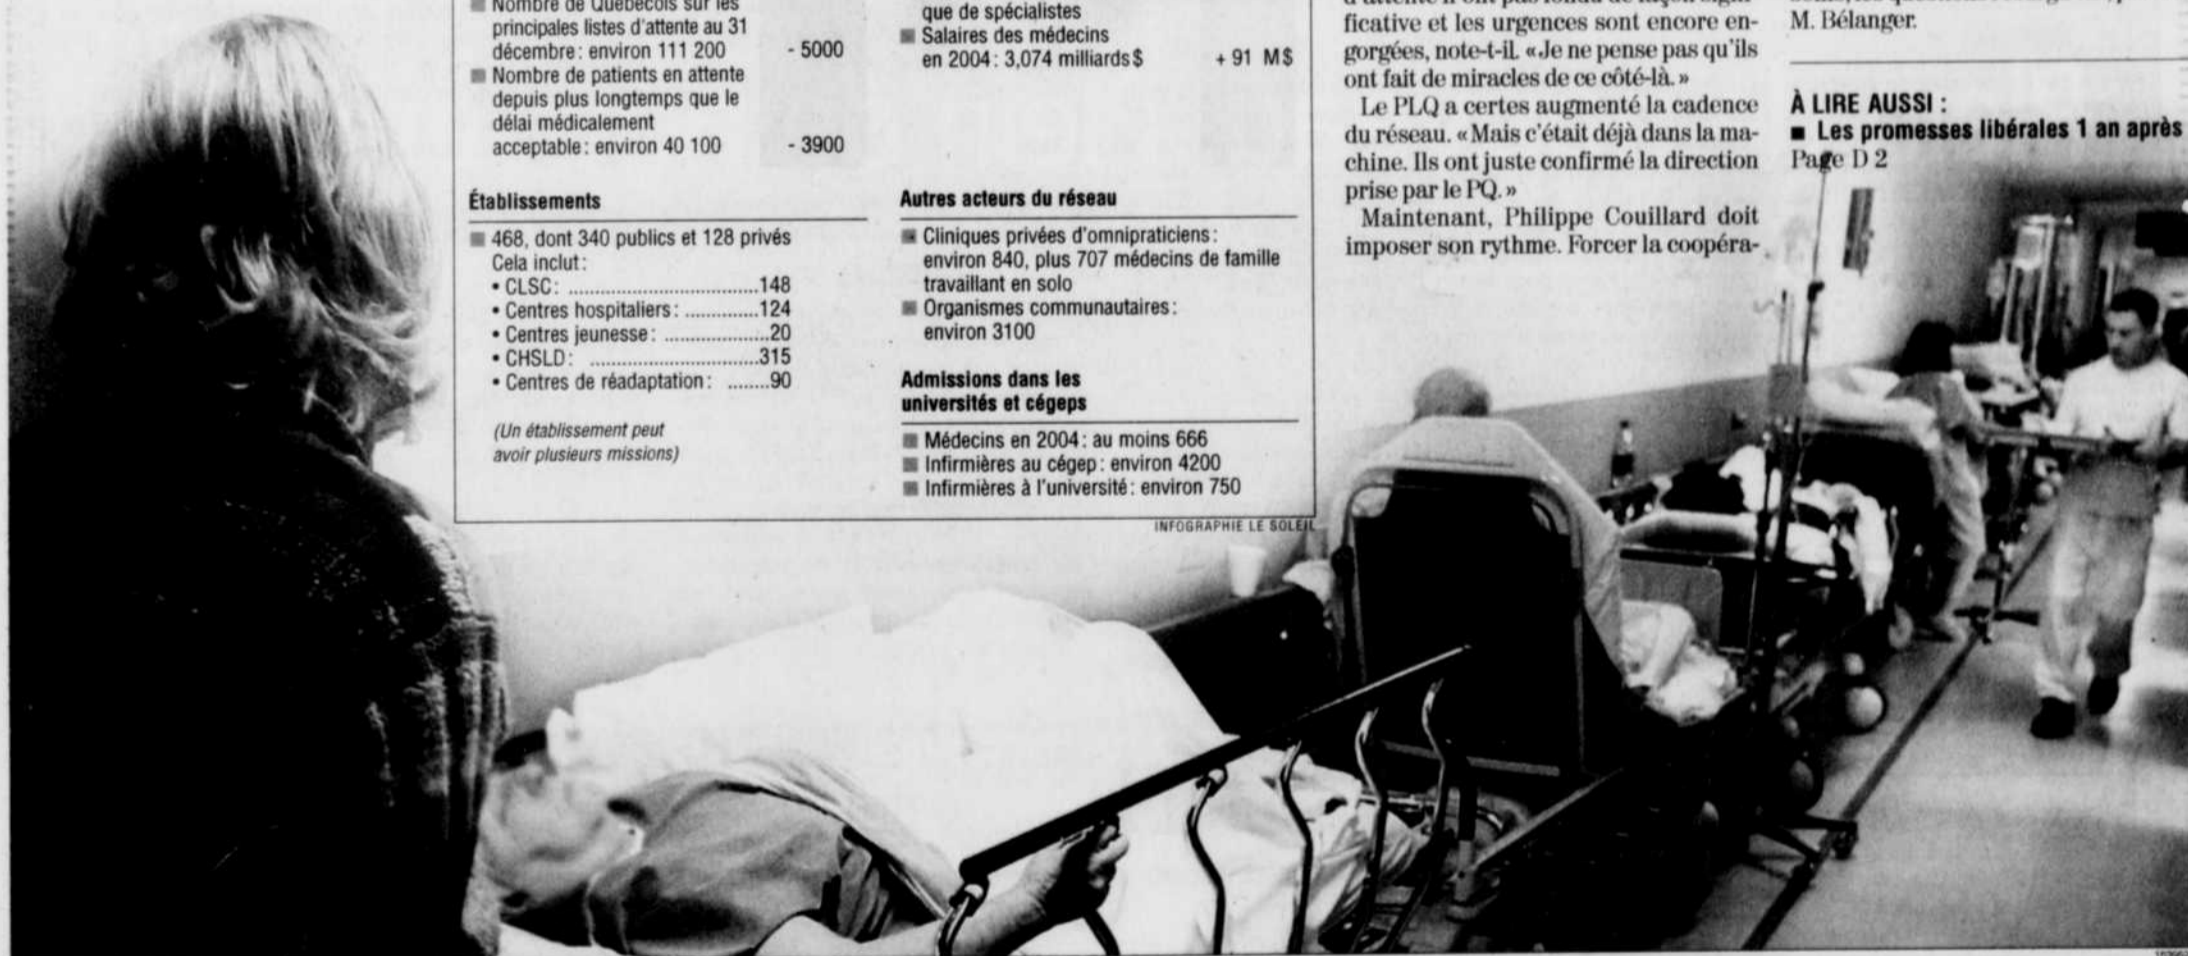 Nombre de Québécois sur les
principales listes d'attente au 31
décembre : environ 111 200 - 5000
Nombre de patients en attente
depuis plus longtemps que le
délai médicalement
acceptable : environ 40 100 - 3900
Établissements
468, dont 340 publics et 128 privés
Cela inclut :
• CLSC : ..................................148
• Centres hospitaliers : ..............124
• Centres jeunesse : ....................20
• CHSLD : ................................315
• Centres de réadaptation : ........90
(Un établissement peut
avoir plusieurs missions)
que de spécialistes
Salaires des médecins
en 2004 : 3,074 milliards $ + 91 M$
Autres acteurs du réseau
Cliniques privées d'omnipraticiens :
environ 840, plus 707 médecins de famille
travaillant en solo
Organismes communautaires :
environ 3100
Admissions dans les
universités et cégeps
Médecins en 2004 : au moins 666
Infirmières au cégep : environ 4200
Infirmières à l'université : environ 750
INFOGRAPHIE LE SOLEIL
ficative et les urgences sont encore en-
gorgées, note-t-il. «Je ne pense pas qu'ils
ont fait de miracles de ce côté-là. »
Le PLQ a certes augmenté la cadence
du réseau. «Mais c'était déjà dans la ma-
chine. Ils ont juste confirmé la direction
prise par le PQ. »
Maintenant, Philippe Couillard doit
imposer son rythme. Forcer la coopéra-
M. Bélanger.
À LIRE AUSSI :
■ Les promesses libérales 1 an après
Page D 2